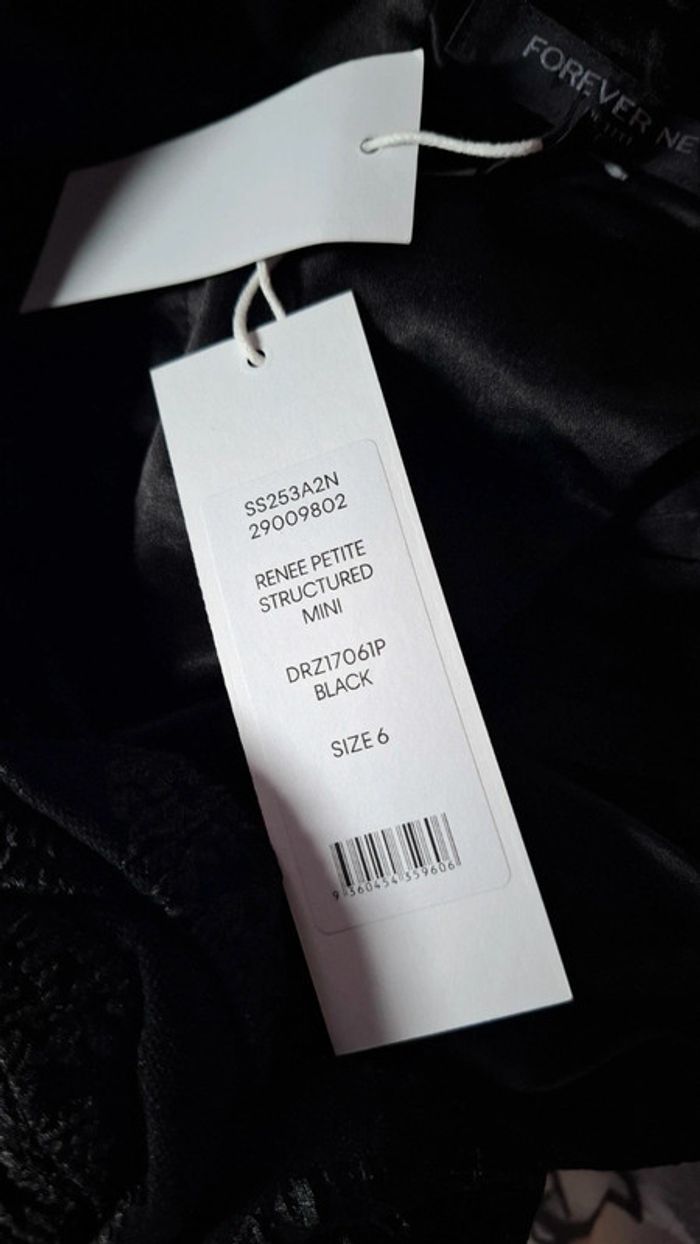 FOREVER NE
SS253A2N
29009802
RENEE PETITE
STRUCTURED
MINI
DRZ17061P
BLACK
SIZE 6
9 360454 359606